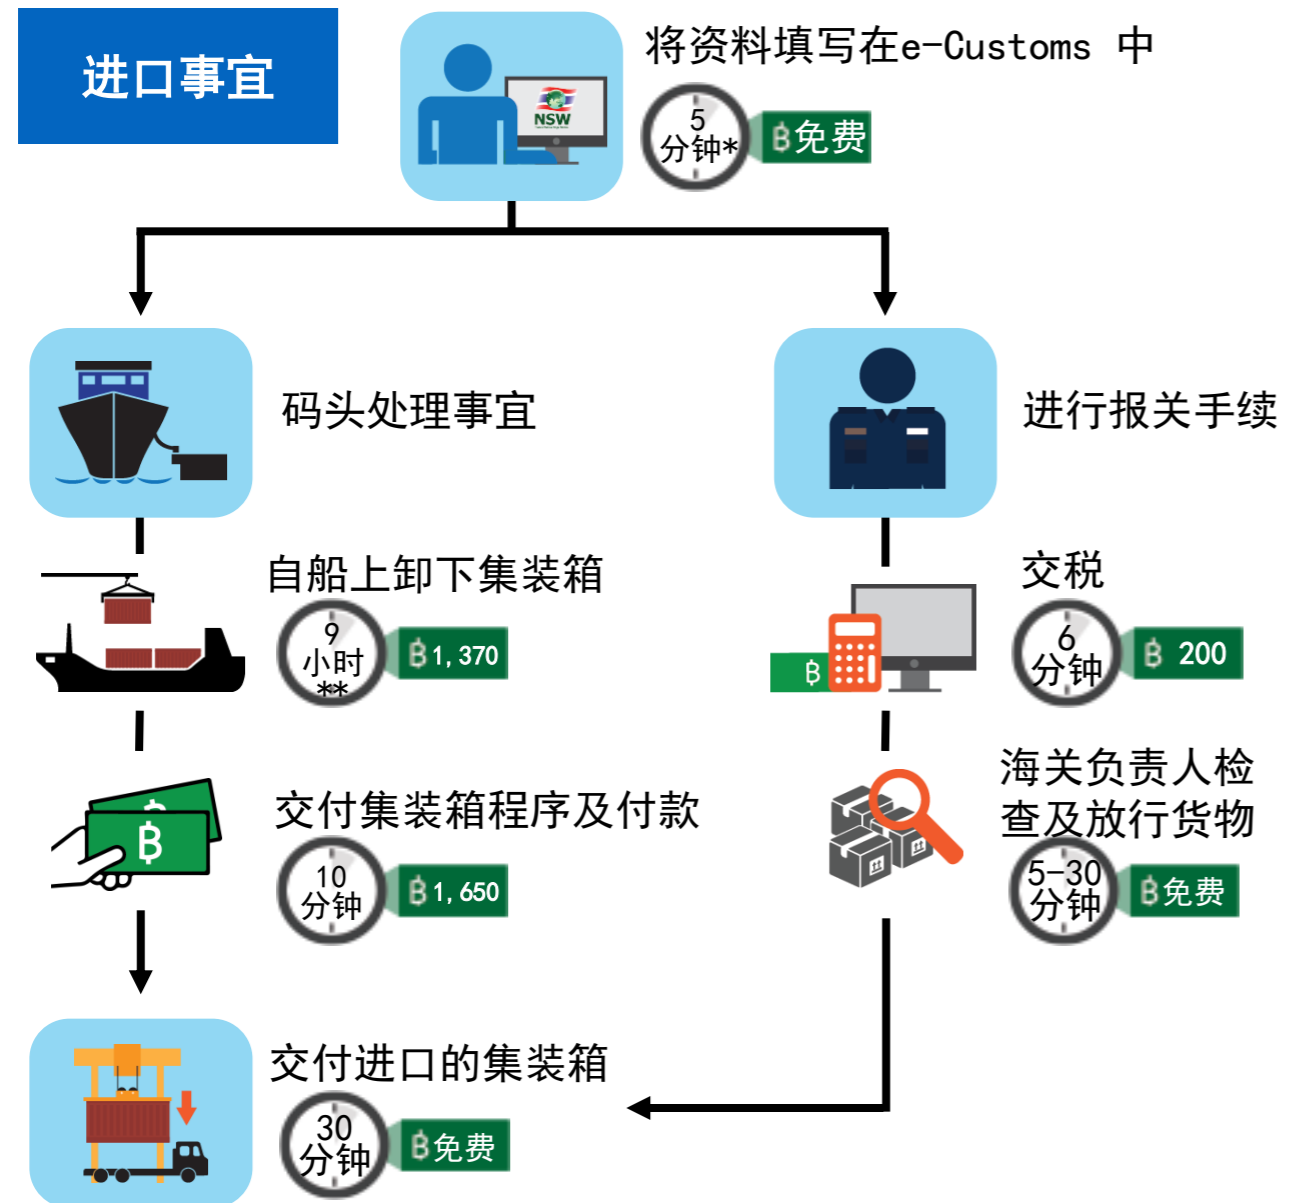 进口事宜
将资料填写在e-Customs 中
NSW
5
分钟*
฿免费
码头处理事宜
进行报关手续
自船上卸下集装箱
9
小时
**
฿1,370
交税
6
分钟
฿ 200
฿
交付集装箱程序及付款
10
分钟
฿1,650
฿
海关负责人检
查及放行货物
5-30
分钟
฿免费
交付进口的集装箱
30
分钟
฿免费